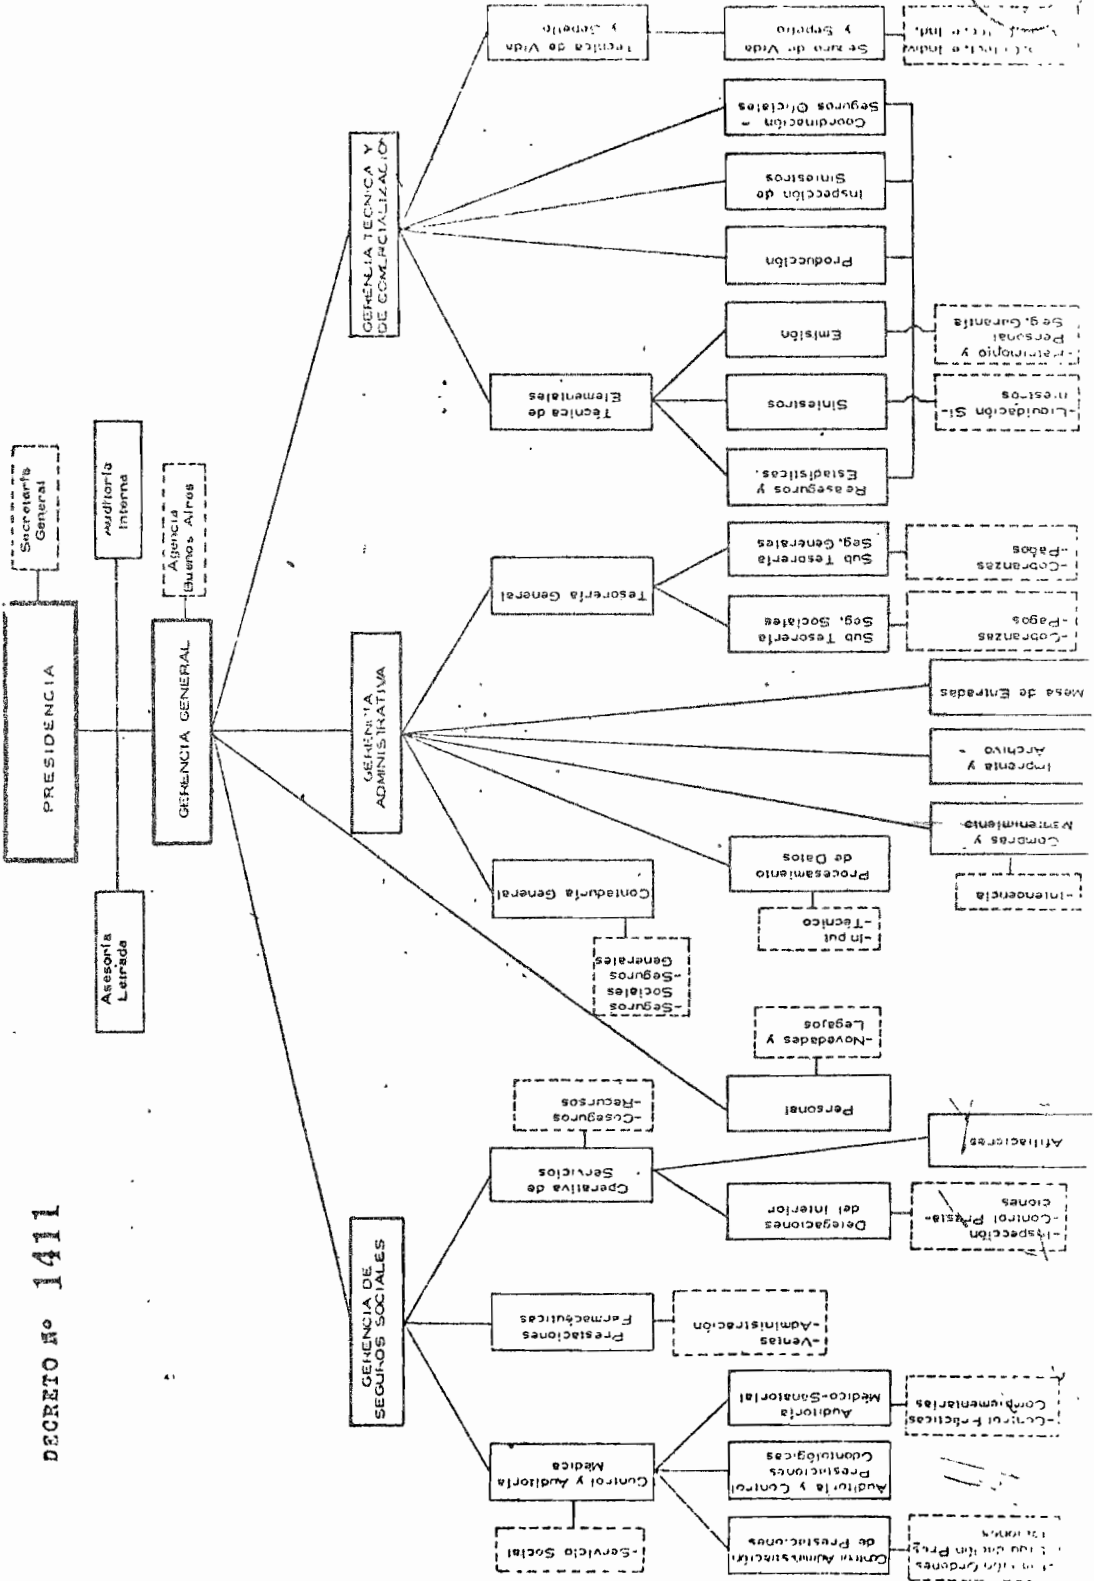 DECRETO Nº 1411
PRESIDENCIA
Secretaría
General
Asesoría
Letrada
Auditoría
Interna
GERENCIA GENERAL
Agencia
Buenos Aires
GERENCIA DE
SEGUROS SOCIALES
GERENCIA
ADMINISTRATIVA
GERENCIA TECNICA Y
DE COMERCIALIZACION
Control y Auditoría
Médica
-Servicio Social
Prestaciones
Farmacéuticas
-Ventas
-Administración
Operativa de
Servicios
-Coseguros
-Recursos
Contaduría General
-Seguros
Sociales
-Seguros
Generales
Tesorería General
Técnica de
Elementales
Técnica de Vida
y Sepelio
Control Administración
de Prestaciones
Auditoría y Control
Prestaciones
Odontológicas
Auditoría
Médico-Sanatorial
-Control Prácticas
Complementarias
Delegaciones
del Interior
-Inspección
-Control Presta-
ciones
Afiliaciones
Personal
-Novedades y
Legajos
Procesamiento
de Datos
-In put
-Técnico
Compras y
Mantenimiento
-Intendencia
Imprenta y
Archivo -
Mesa de Entradas
Sub Tesorería
Seg. Sociales
-Cobranzas
-Pagos
Sub Tesorería
Seg. Generales
-Cobranzas
-Pagos
Reaseguros y
Estadísticas.
Siniestros
-Liquidación Si-
niestros
Emisión
-Patrimonio y
Personal
Seg. Garantía
Producción
Inspección de
Siniestros
Coordinación -
Seguros Oficiales
Seguro de Vida
y Sepelio